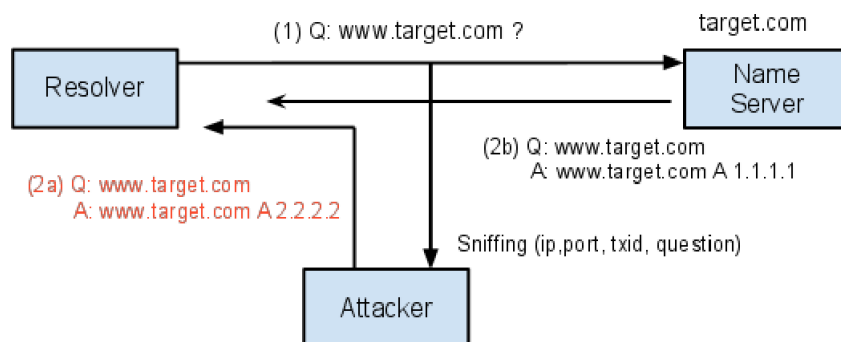 (1) Q: www.target.com ?
target.com
Resolver
Name
Server
(2b) Q: www.target.com
A: www.target.com A 1.1.1.1
(2a) Q: www.target.com
A: www.target.com A 2.2.2.2
Sniffing (ip,port, txid, question)
Attacker